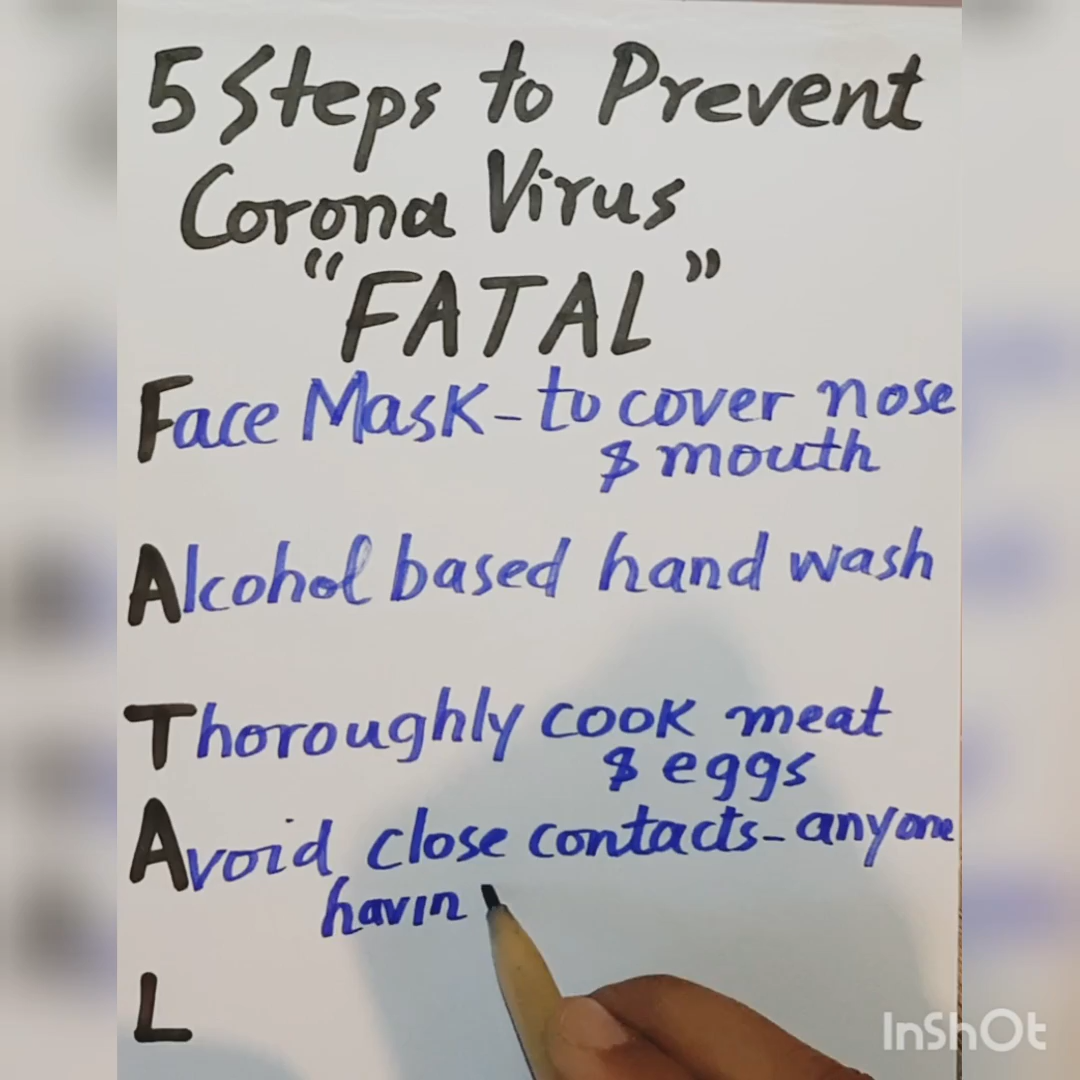 5 Steps to Prevent
Corona Virus
"FATAL"
Face Mask - to cover nose
& mouth
Alcohol based hand wash
Thoroughly cook meat
& eggs
Avoid close contacts - anyone
havin
L
InShOt